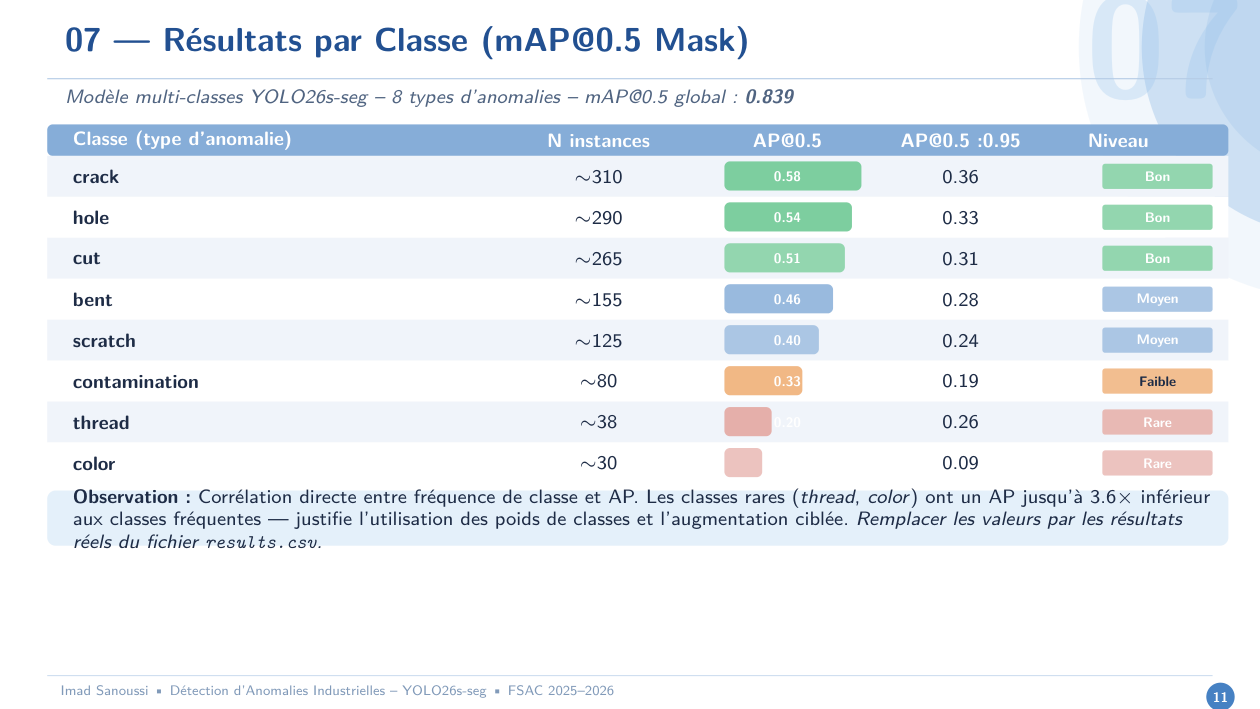 07
07 — Résultats par Classe (mAP@0.5 Mask)
Modèle multi-classes YOLO26s-seg – 8 types d'anomalies – mAP@0.5 global : 0.839
Classe (type d'anomalie) N instances AP@0.5 AP@0.5 :0.95 Niveau
crack ~310 0.58 0.36 Bon
hole ~290 0.54 0.33 Bon
cut ~265 0.51 0.31 Bon
bent ~155 0.46 0.28 Moyen
scratch ~125 0.40 0.24 Moyen
contamination ~80 0.33 0.19 Faible
thread ~38 0.20 0.26 Rare
color ~30 0.09 Rare
Observation : Corrélation directe entre fréquence de classe et AP. Les classes rares (thread, color) ont un AP jusqu'à 3.6× inférieur
aux classes fréquentes — justifie l'utilisation des poids de classes et l'augmentation ciblée. Remplacer les valeurs par les résultats
réels du fichier results.csv.
Imad Sanoussi ▪ Détection d'Anomalies Industrielles – YOLO26s-seg ▪ FSAC 2025–2026
11